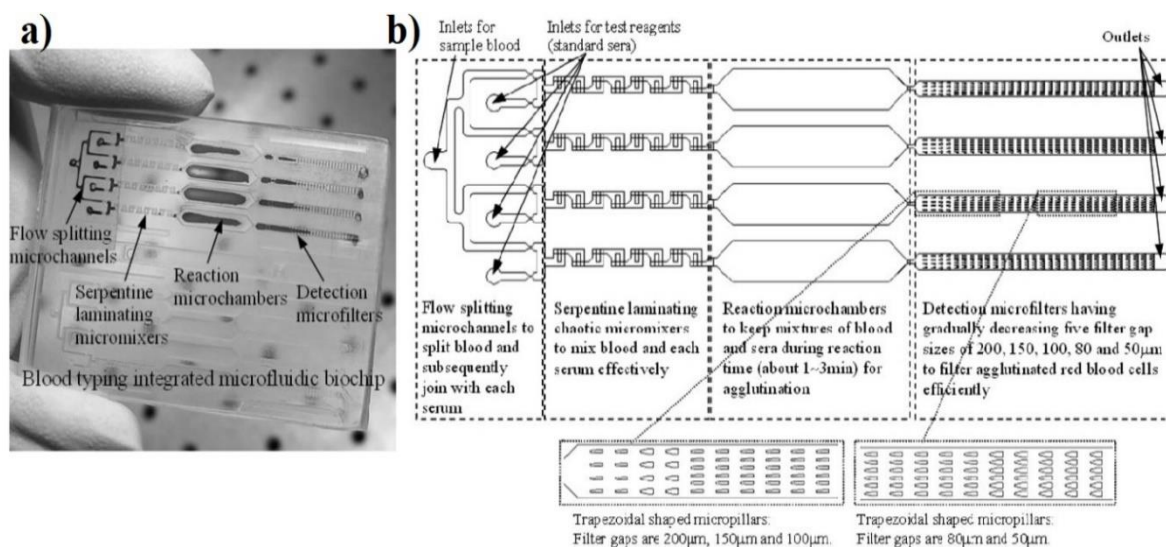 a)
Flow splitting
microchannels
Serpentine
laminating
micromixers
Reaction
microchambers
Detection
microfilters
Blood typing integrated microfluidic biochip
b)
Inlets for
sample blood
Inlets for test reagents
(standard sera)
Outlets
Flow splitting
microchannels to
split blood and
subsequently
join with each
serum
Serpentine laminating
chaotic micromixers
to mix blood and each
serum effectively
Reaction microchambers
to keep mixtures of blood
and sera during reaction
time (about 1~3min) for
agglutination
Detection microfilters having
gradually decreasing five filter gap
sizes of 200, 150, 100, 80 and 50μm
to filter agglutinated red blood cells
efficiently
Trapezoidal shaped micropillars:
Filter gaps are 200μm, 150μm and 100μm.
Trapezoidal shaped micropillars:
Filter gaps are 80μm and 50μm.